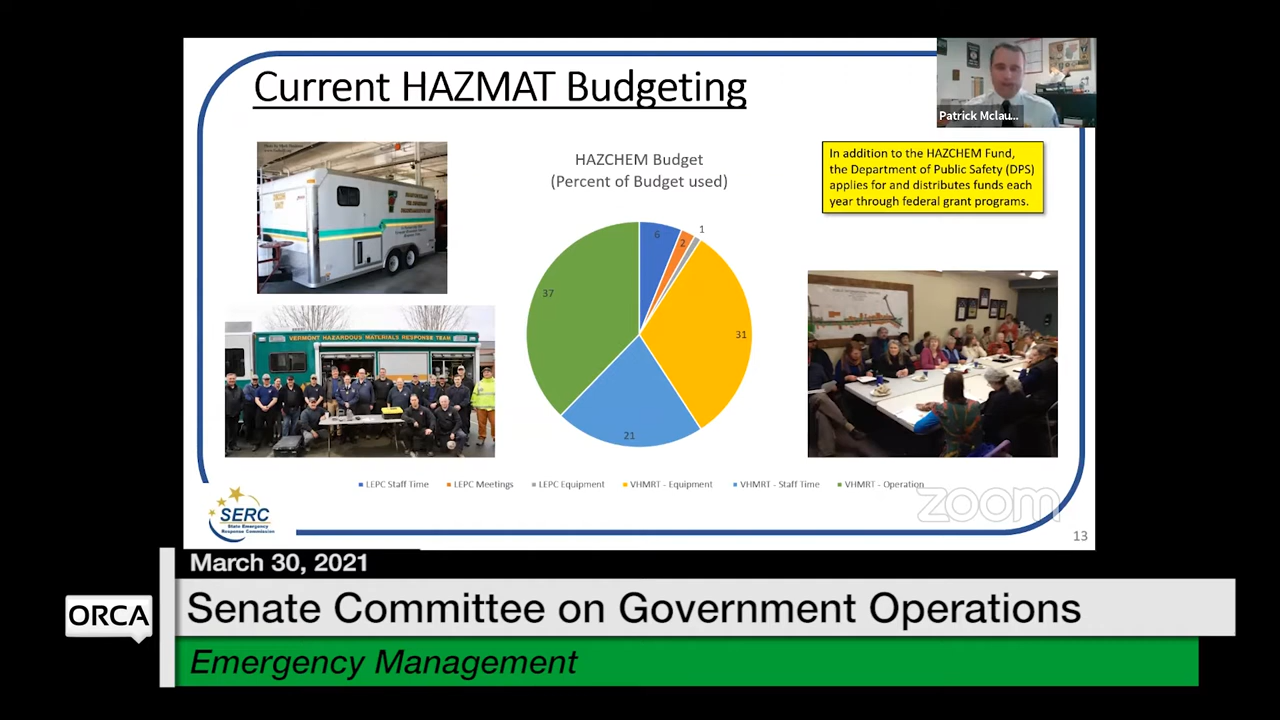 Current HAZMAT Budgeting
Patrick Mclau...
HAZCHEM Budget
(Percent of Budget used)
In addition to the HAZCHEM Fund,
the Department of Public Safety (DPS)
applies for and distributes funds each
year through federal grant programs.
6
2
1
31
21
37
VERMONT HAZARDOUS MATERIALS RESPONSE TEAM
LEPC Staff Time
LEPC Meetings
LEPC Equipment
VHMRT - Equipment
VHMRT - Staff Time
VHMRT - Operation
zoom
SERC
State Emergency
Response Commission
13
March 30, 2021
ORCA
Senate Committee on Government Operations
Emergency Management